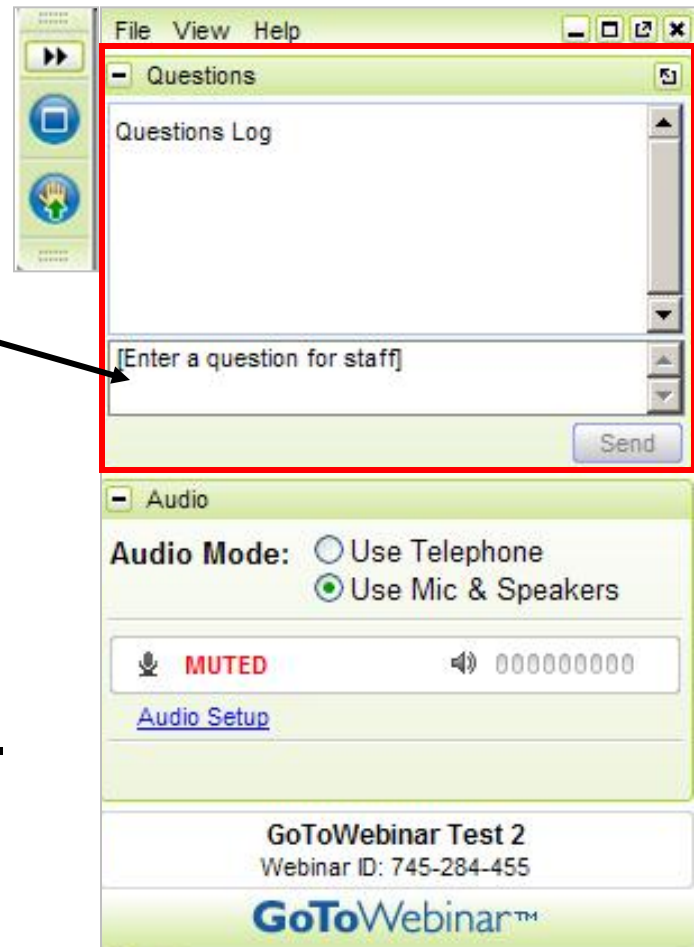 File View Help
Questions
Questions Log
[Enter a question for staff]
Send
Audio
Audio Mode: Use Telephone
Use Mic & Speakers
MUTED 000000000
Audio Setup
GoToWebinar Test 2
Webinar ID: 745-284-455
GoToWebinar™